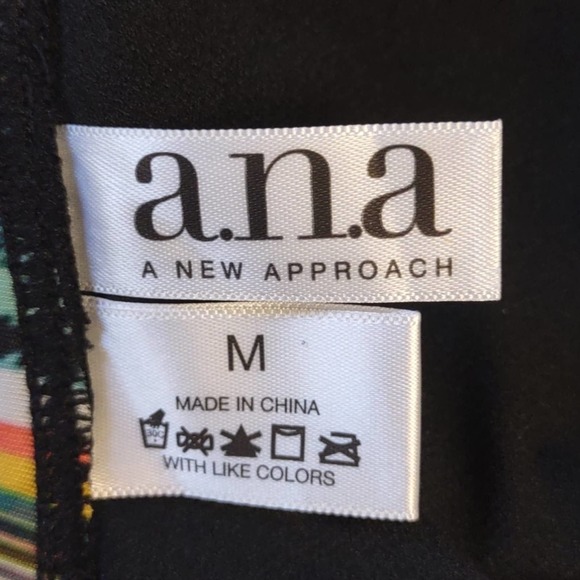 a.n.a
A NEW APPROACH
M
MADE IN CHINA
WITH LIKE COLORS